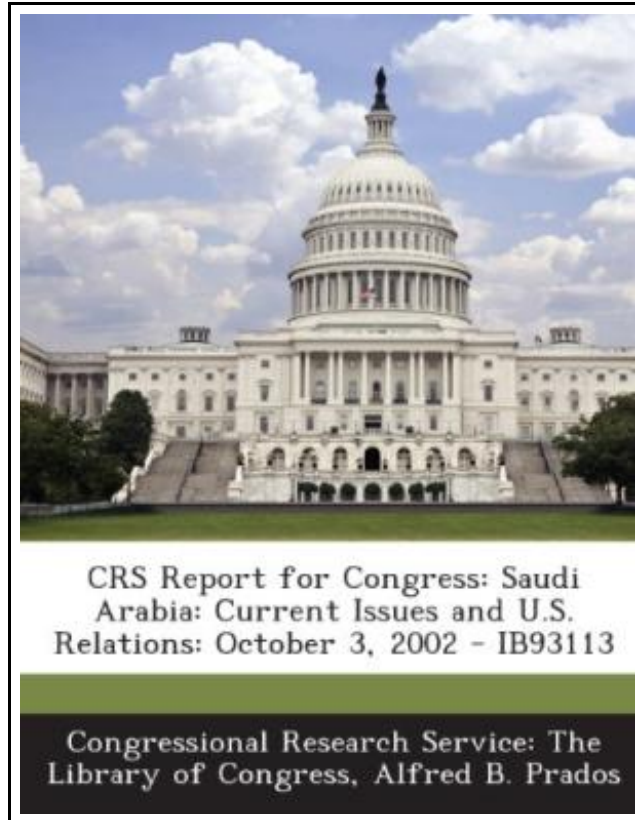 CRS Report for Congress: Saudi
Arabia: Current Issues and U.S.
Relations: October 3, 2002 - IB93113
Congressional Research Service: The
Library of Congress, Alfred B. Prados